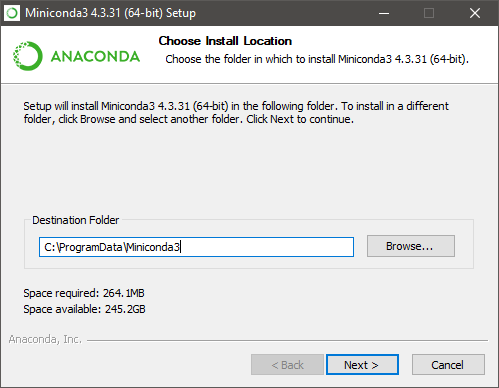 Miniconda3 4.3.31 (64-bit) Setup
ANACONDA
Choose Install Location
Choose the folder in which to install Miniconda3 4.3.31 (64-bit).
Setup will install Miniconda3 4.3.31 (64-bit) in the following folder. To install in a different
folder, click Browse and select another folder. Click Next to continue.
Destination Folder
C:\ProgramData\Miniconda3
Browse...
Space required: 264.1MB
Space available: 245.2GB
Anaconda, Inc.
< Back
Next >
Cancel